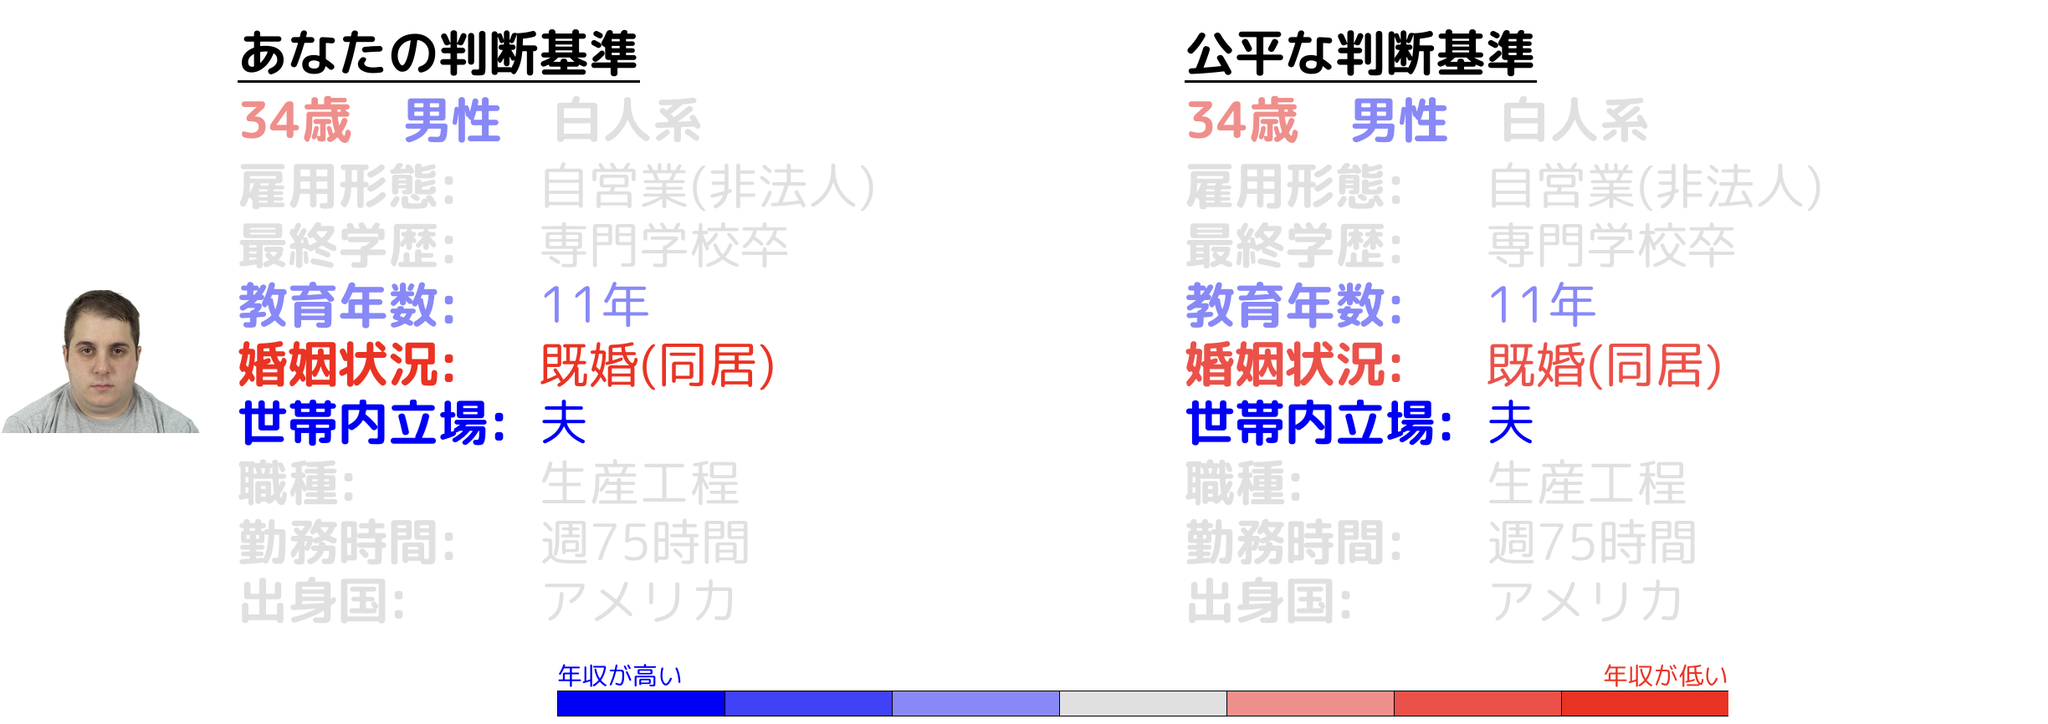 あなたの判断基準
34歳 男性 白人系
雇用形態: 自営業(非法人)
最終学歴: 専門学校卒
教育年数: 11年
婚姻状況: 既婚(同居)
世帯内立場: 夫
職種: 生産工程
勤務時間: 週75時間
出身国: アメリカ
公平な判断基準
34歳 男性 白人系
雇用形態: 自営業(非法人)
最終学歴: 専門学校卒
教育年数: 11年
婚姻状況: 既婚(同居)
世帯内立場: 夫
職種: 生産工程
勤務時間: 週75時間
出身国: アメリカ
年収が高い
年収が低い